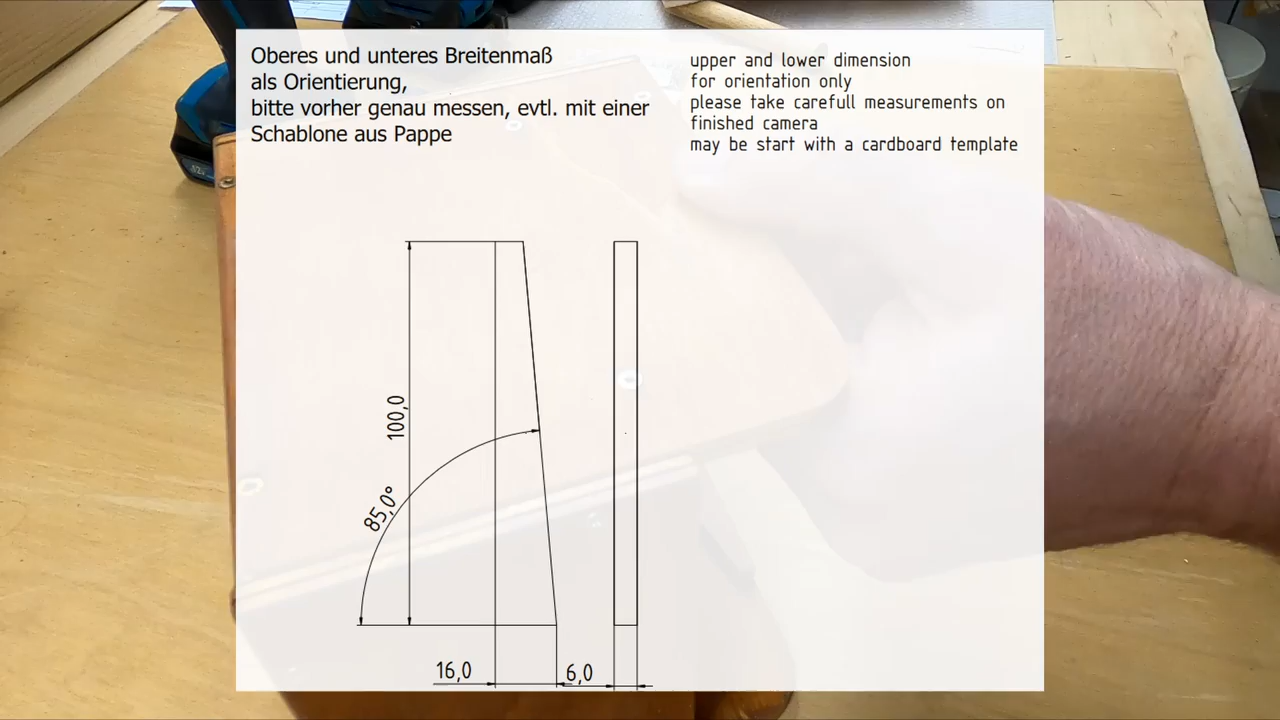 Oberes und unteres Breitenmaß
als Orientierung,
bitte vorher genau messen, evtl. mit einer
Schablone aus Pappe
upper and lower dimension
for orientation only
please take carefull measurements on
finished camera
may be start with a cardboard template
100,0
85,0°
16,0
6,0